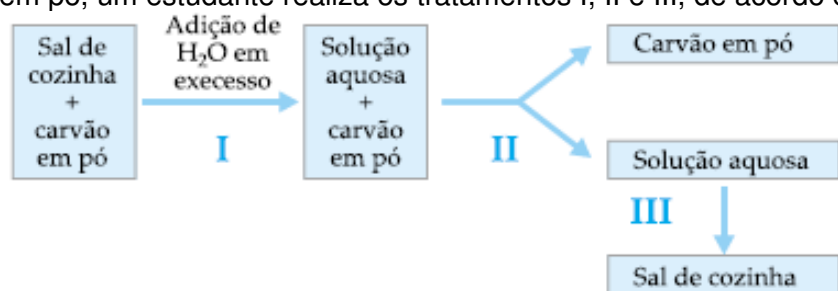 em pó, um estudante realiza os tratamentos I, II e III, de acordo
Sal de
cozinha
+
carvão
em pó
Adição de
H₂O em
execesso
I
Solução
aquosa
+
carvão
em pó
II
Carvão em pó
Solução aquosa
III
Sal de cozinha